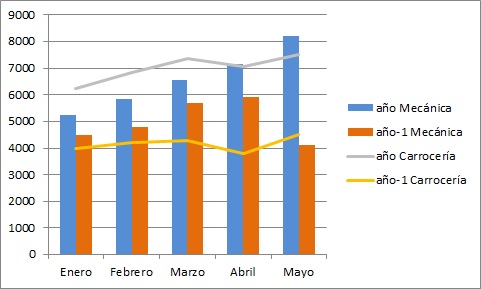 9000
8000
7000
6000
5000
4000
3000
2000
1000
0
Enero Febrero Marzo Abril Mayo
año Mecánica
año-1 Mecánica
año Carrocería
año-1 Carrocería